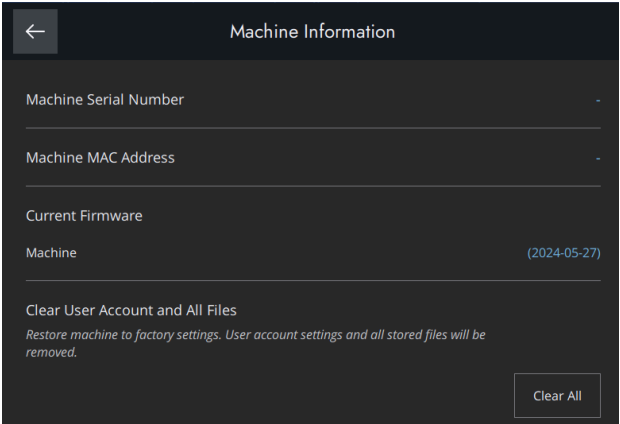 Machine Information
Machine Serial Number -
Machine MAC Address -
Current Firmware
Machine (2024-05-27)
Clear User Account and All Files
Restore machine to factory settings. User account settings and all stored files will be
removed.
Clear All